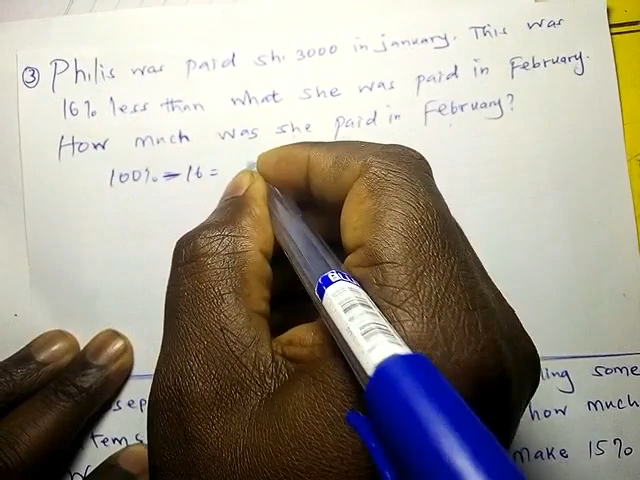 ③ Philis was paid sh. 3000 in january. This was
16% less than what she was paid in February.
How much was she paid in February?
100% - 16 =
ling some
sep
how much
tems
make 15%